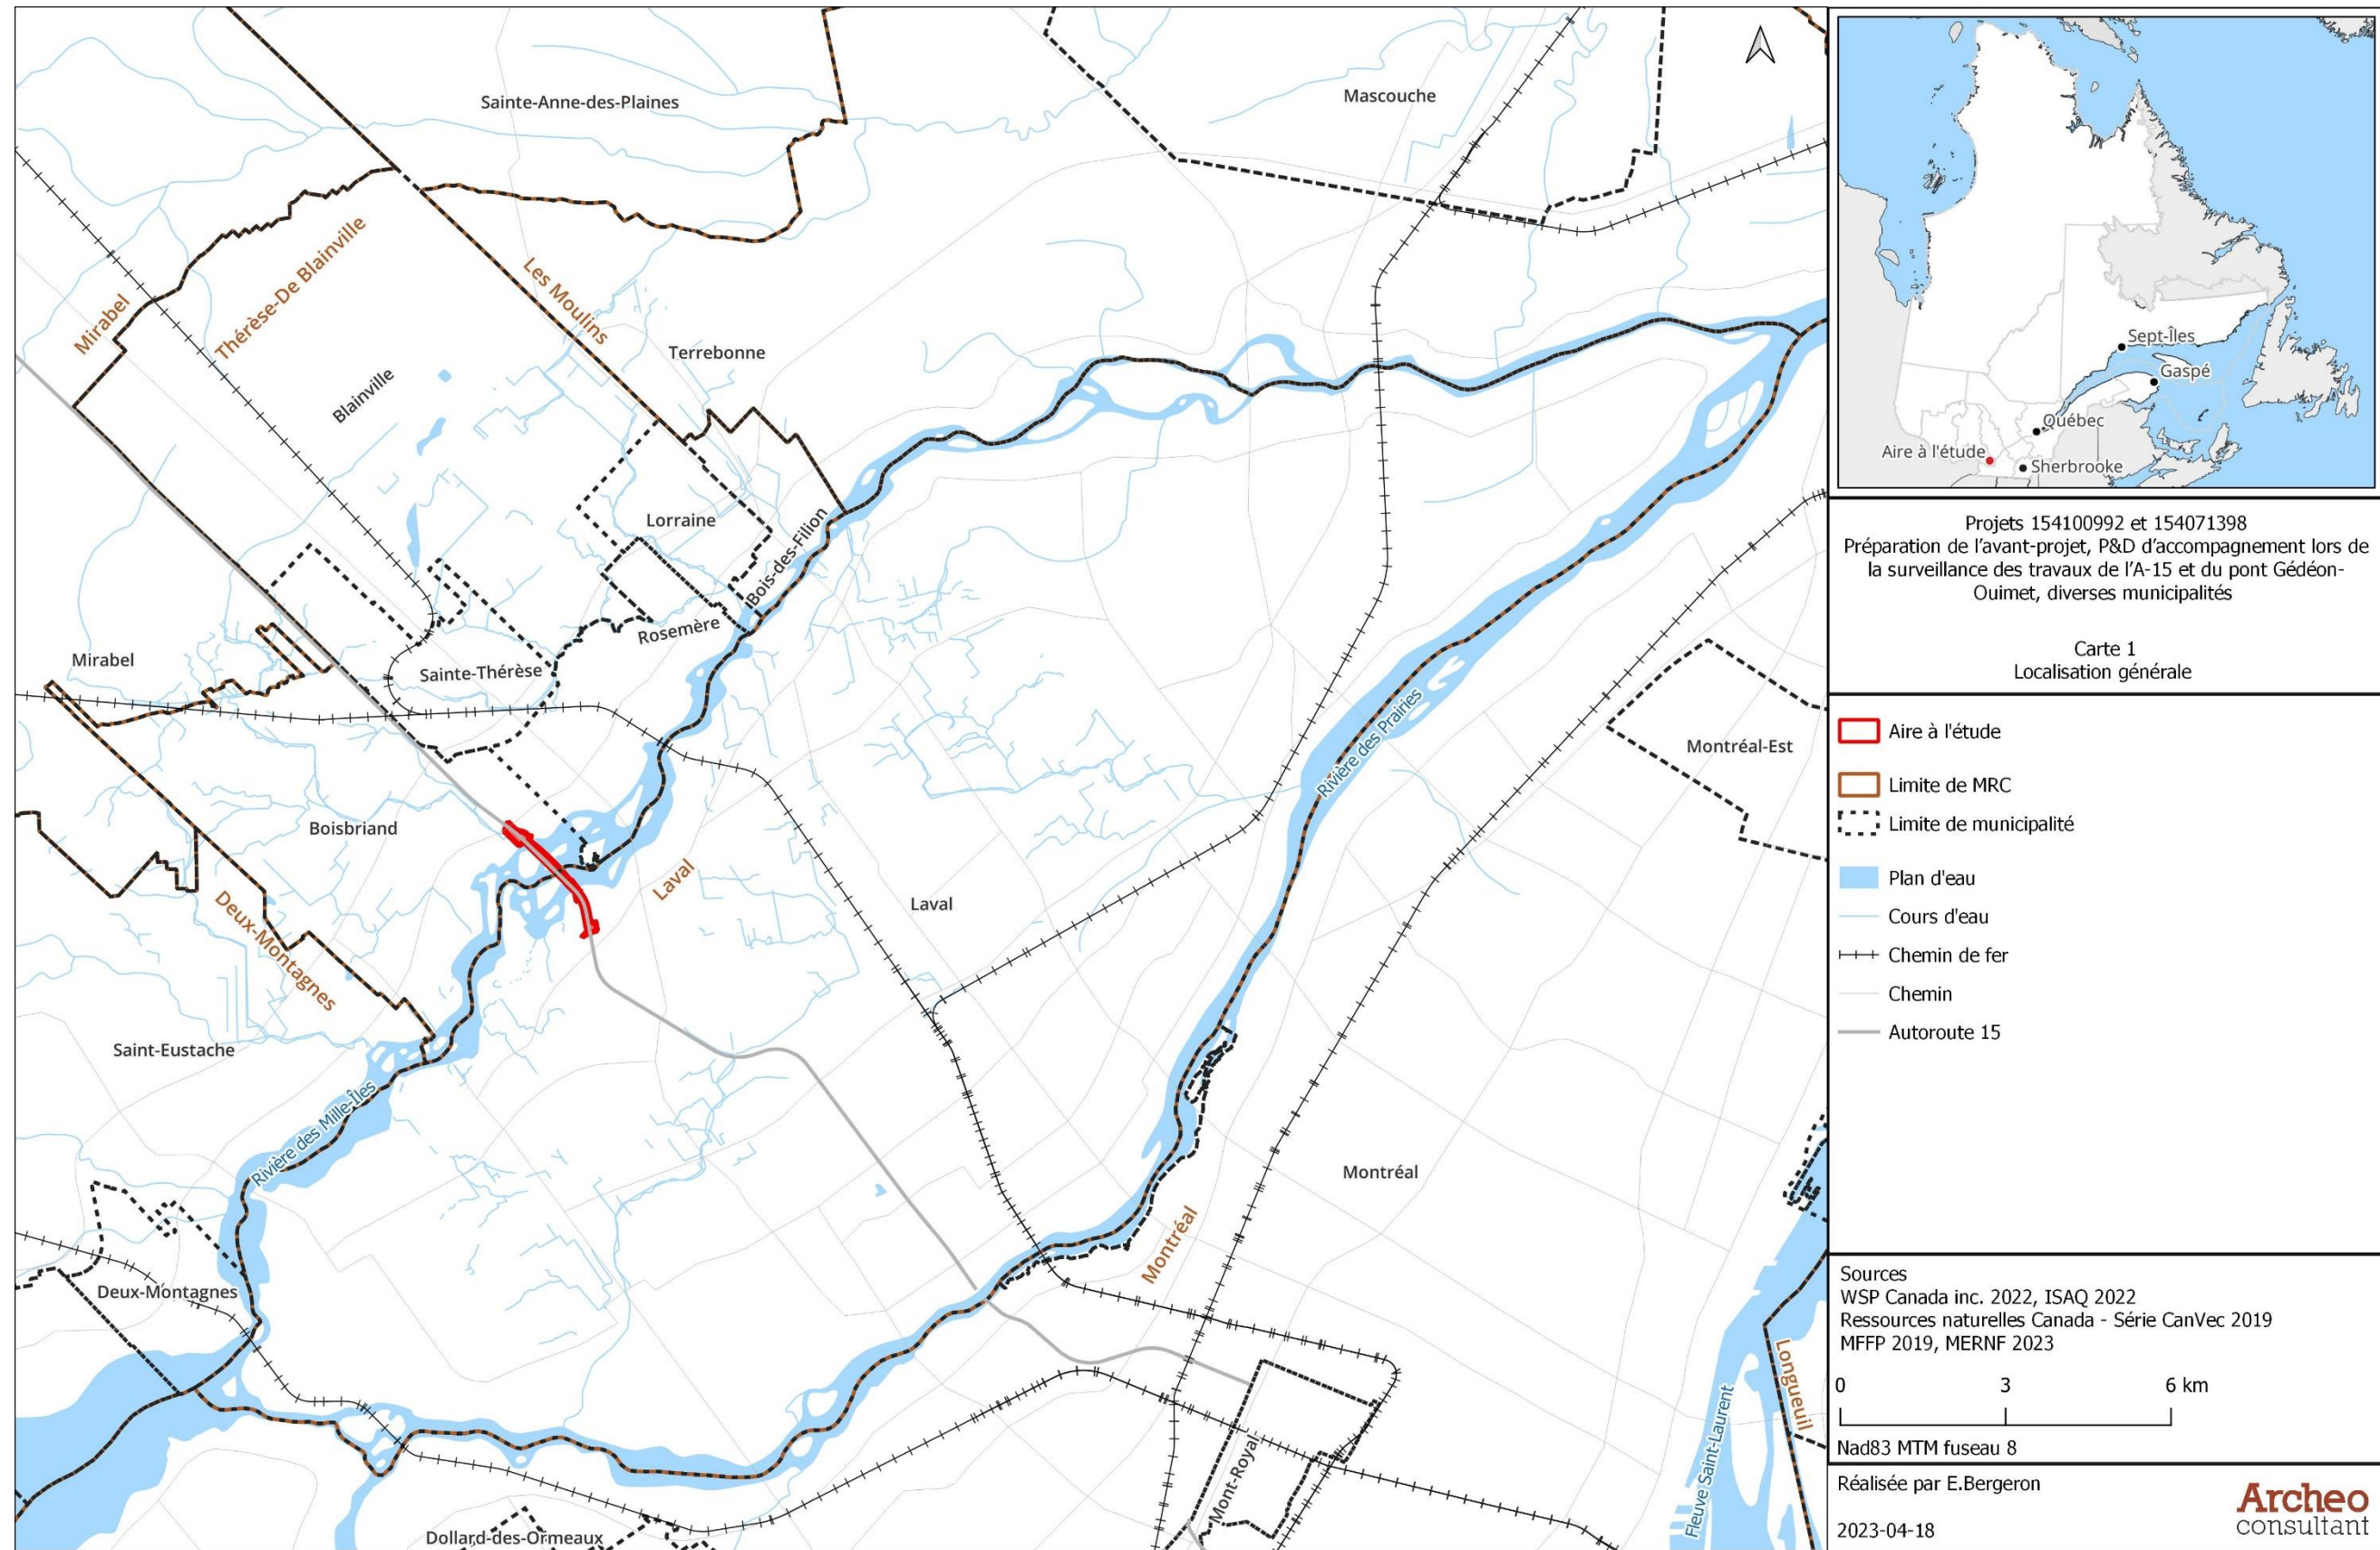 Sainte-Anne-des-Plaines
Mascouche
Mirabel
Thérèse-De Blainville
Les Moulins
Terrebonne
Blainville
Lorraine
Bois-des-Filion
Rosemère
Mirabel
Sainte-Thérèse
Rivière des Prairies
Montréal-Est
Boisbriand
Laval
Laval
Deux-Montagnes
Saint-Eustache
Rivière des Mille-Îles
Montréal
Montréal
Deux-Montagnes
Longueuil
Fleuve Saint-Laurent
Mont-Royal
Dollard-des-Ormeaux
Sept-Îles
Gaspé
Québec
Aire à l'étude
Sherbrooke
Projets 154100992 et 154071398
Préparation de l'avant-projet, P&D d'accompagnement lors de
la surveillance des travaux de l'A-15 et du pont Gédéon-
Ouimet, diverses municipalités
Carte 1
Localisation générale
Aire à l'étude
Limite de MRC
Limite de municipalité
Plan d'eau
Cours d'eau
Chemin de fer
Chemin
Autoroute 15
Sources
WSP Canada inc. 2022, ISAQ 2022
Ressources naturelles Canada - Série CanVec 2019
MFFP 2019, MERNF 2023
0 3 6 km
Nad83 MTM fuseau 8
Réalisée par E.Bergeron
2023-04-18
Archeo
consultant